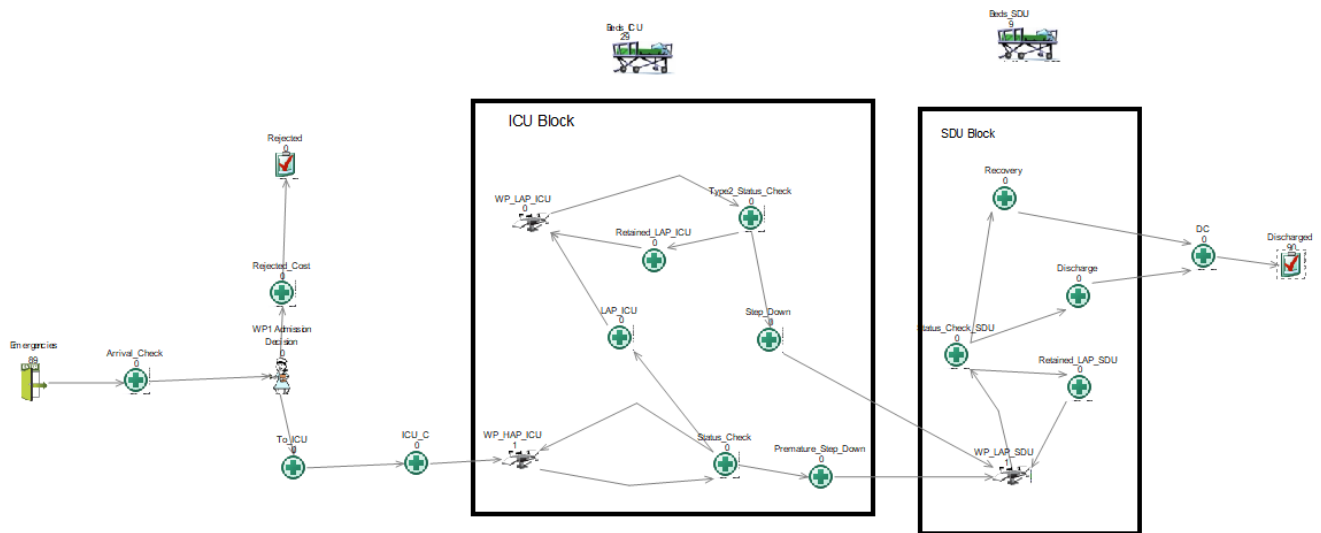 Beds_ICU
29
Beds_SDU
9
ICU Block
SDU Block
Rejected
0
Rejected_Cost
0
WP1 Admission
Decision
0
Emergencies
89
Arrival_Check
0
To_ICU
0
ICU_C
0
WP_LAP_ICU
0
Type2_Status_Check
0
Retained_LAP_ICU
0
LAP_ICU
0
Step_Down
0
WP_HAP_ICU
1
Status_Check
0
Premature_Step_Down
0
Recovery
0
Discharge
0
Status_Check_SDU
0
Retained_LAP_SDU
0
WP_LAP_SDU
1
DC
0
Discharged
90